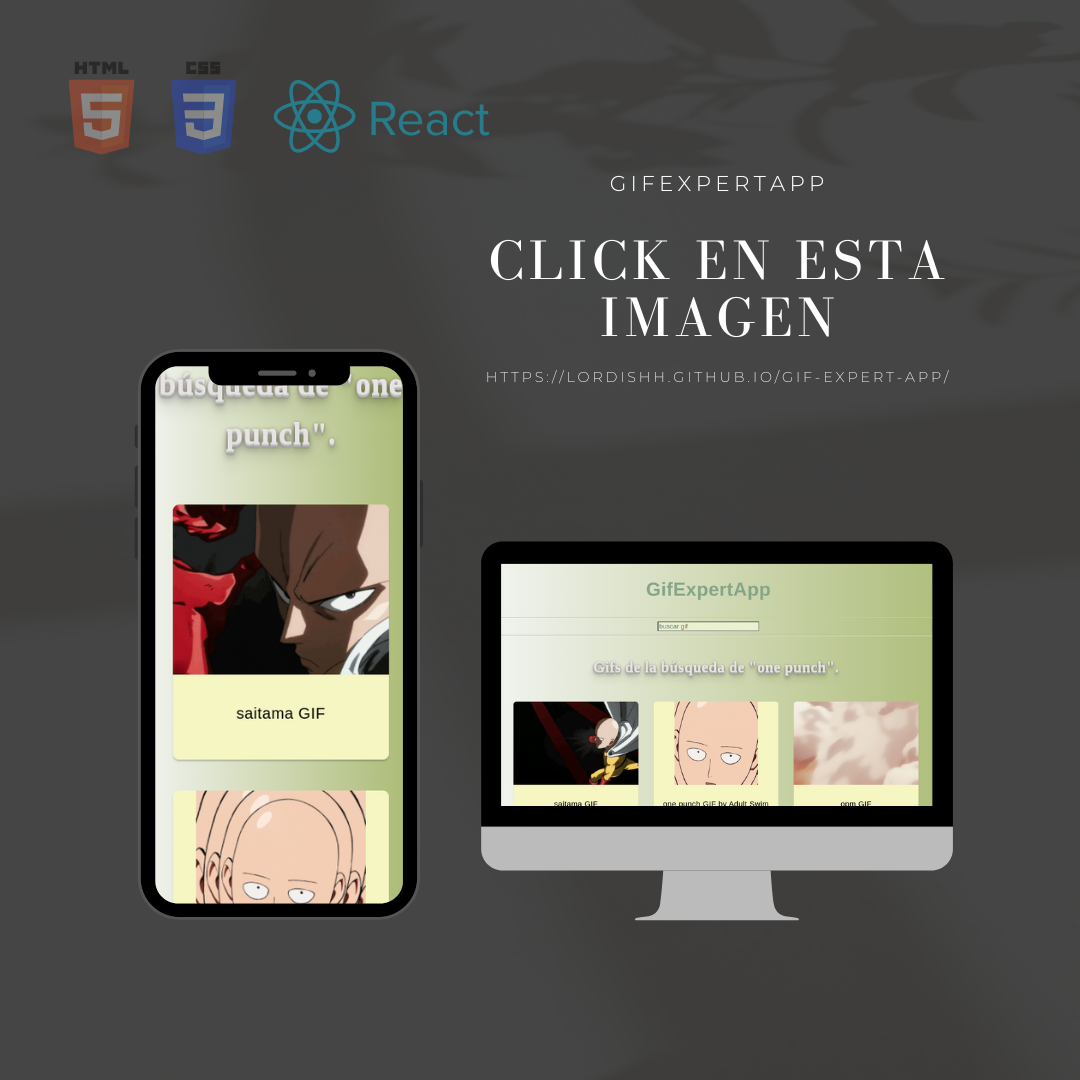 HTML
5
CSS
3
React
GIFEXPERTAPP
CLICK EN ESTA
IMAGEN
HTTPS://LORDISHH.GITHUB.IO/GIF-EXPERT-APP/
búsqueda de "one
punch".
saitama GIF
GifExpertApp
buscar gif
Gifs de la búsqueda de "one punch".
saitama GIF
one punch GIF by Adult Swim
opm GIF